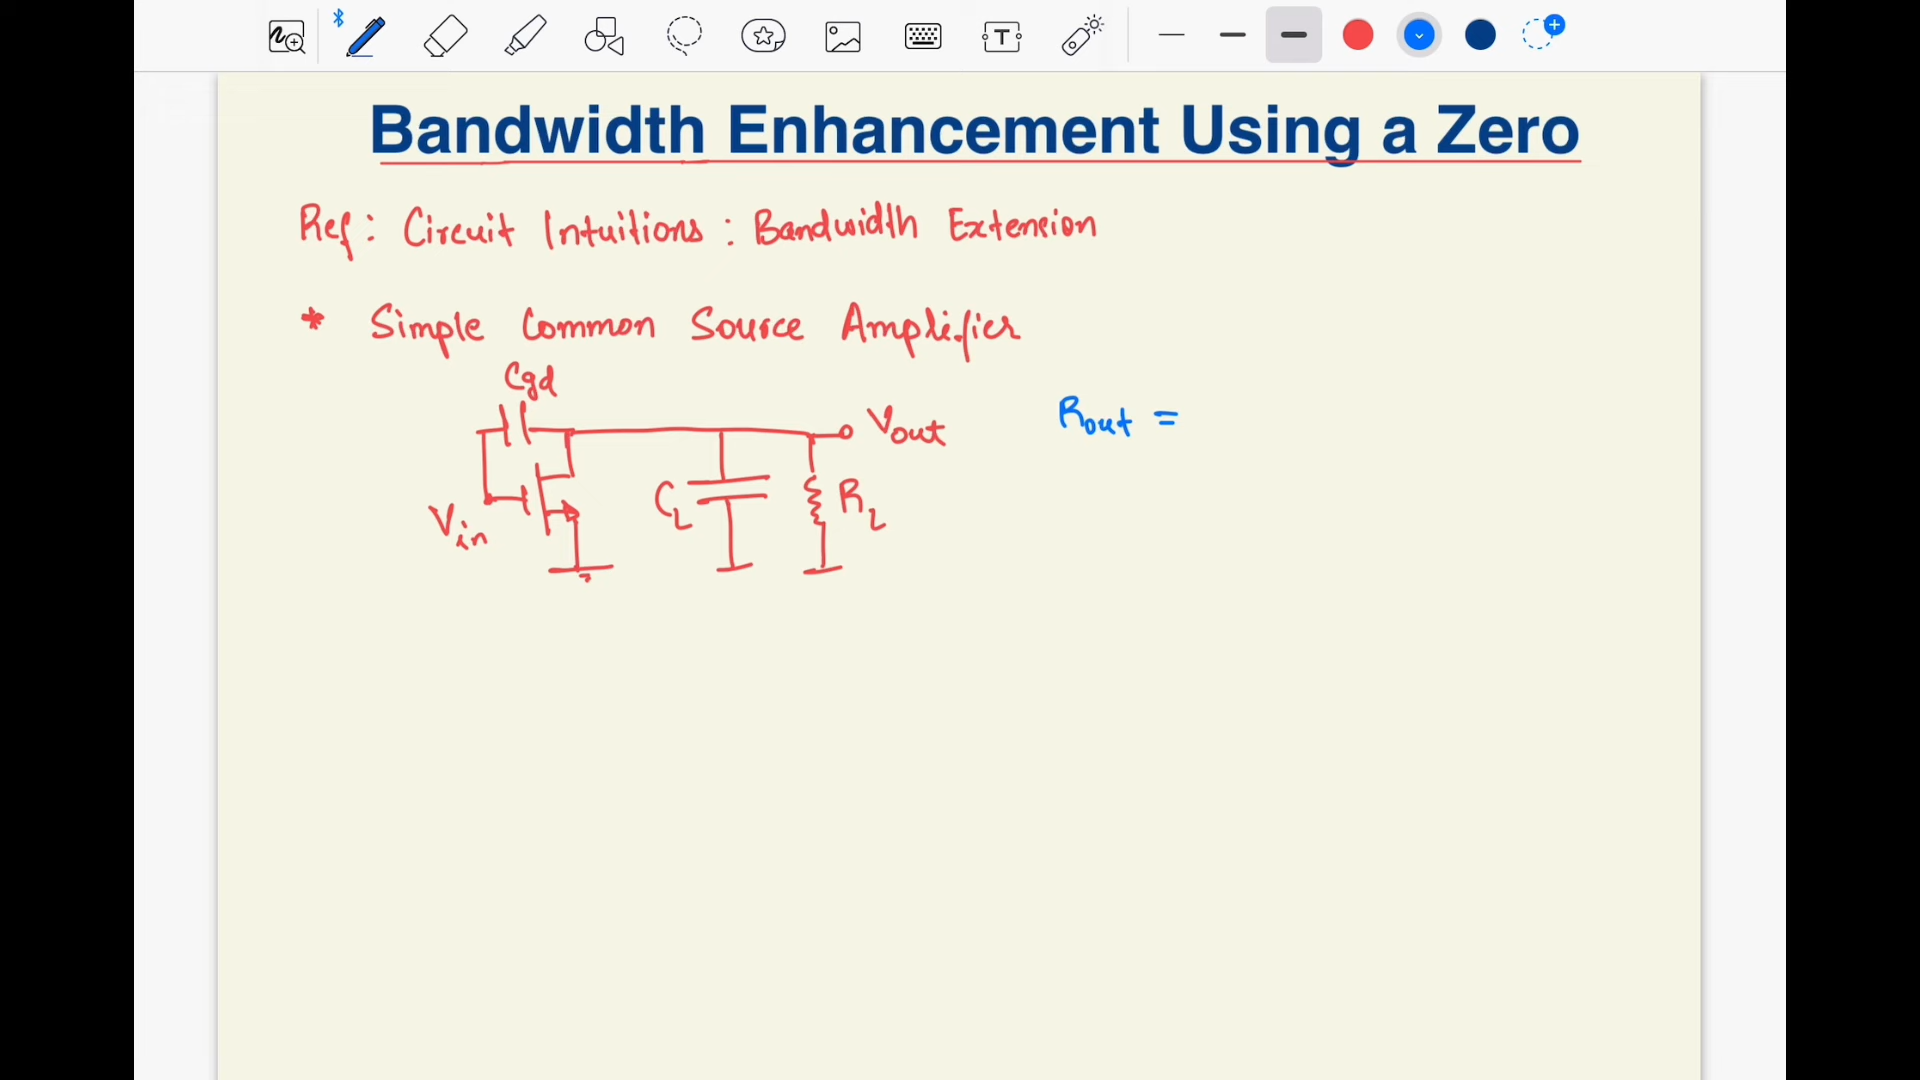 Bandwidth Enhancement Using a Zero
Ref: Circuit Intuitions: Bandwidth Extension
* Simple Common Source Amplifier
Cgd
Vout
Rout =
Vin
CL
RL